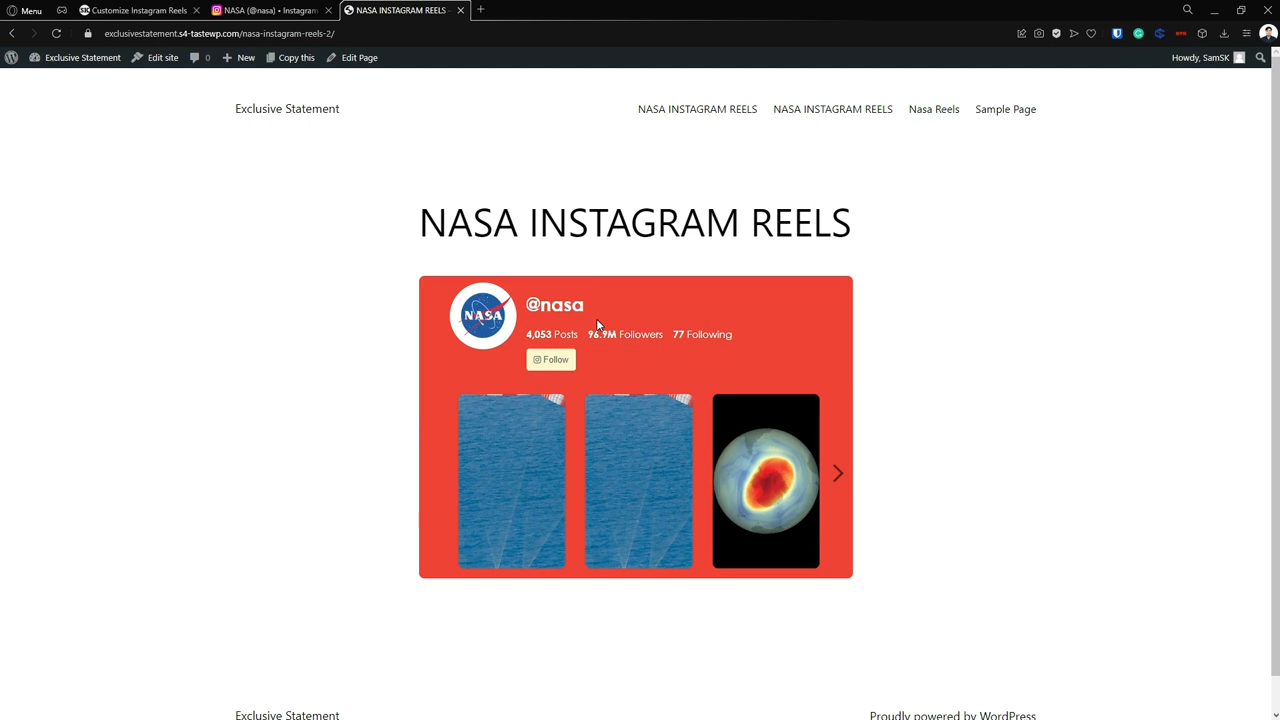 Menu
Customize Instagram Reels
NASA (@nasa) • Instagram
NASA INSTAGRAM REELS -
exclusivestatement.s4-tastewp.com/nasa-instagram-reels-2/
Exclusive Statement
Edit site
0
New
Copy this
Edit Page
Howdy, SamSK
Exclusive Statement
NASA INSTAGRAM REELS
NASA INSTAGRAM REELS
Nasa Reels
Sample Page
NASA INSTAGRAM REELS
NASA
@nasa
4,053 Posts 96.9M Followers 77 Following
Follow
Exclusive Statement
Proudly powered by WordPress